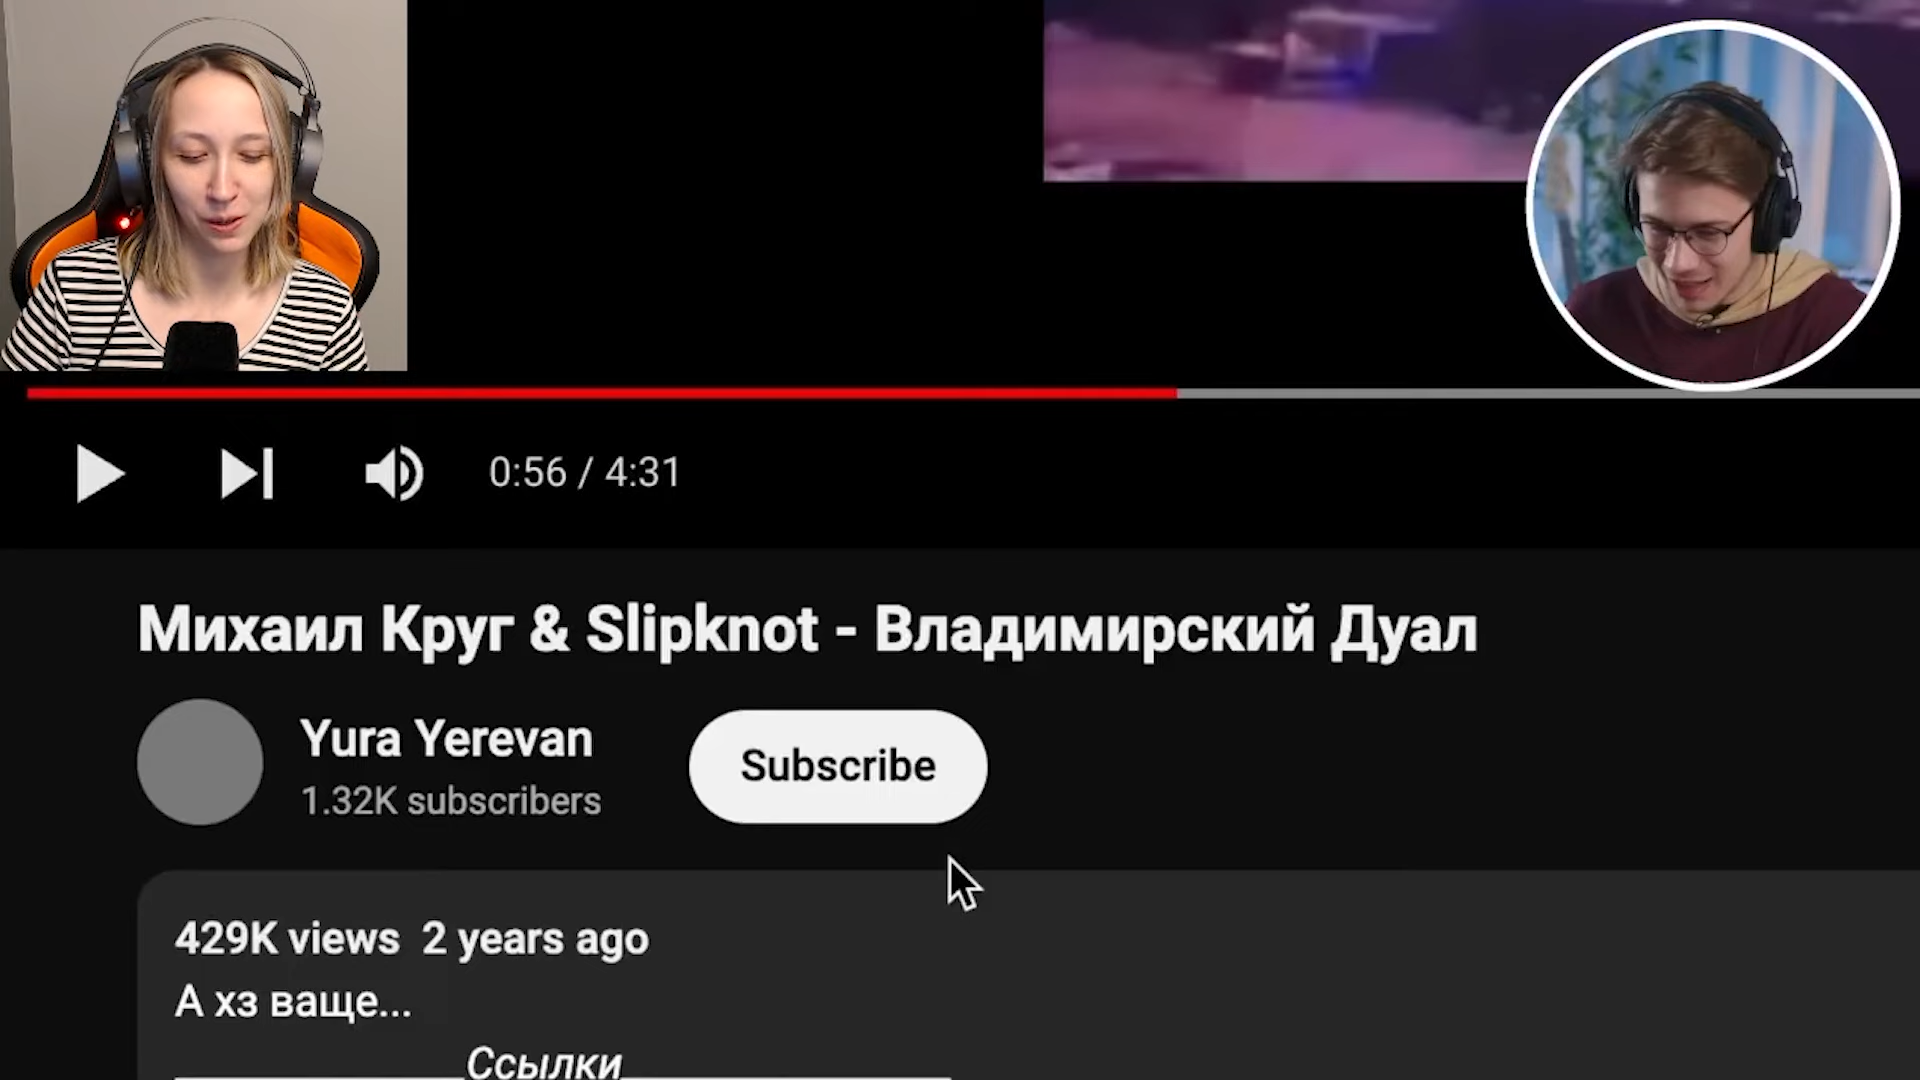 0:56 / 4:31
Михаил Круг & Slipknot - Владимирский Дуал
Yura Yerevan
1.32K subscribers
Subscribe
429K views 2 years ago
А хз ваще...
Ссылки